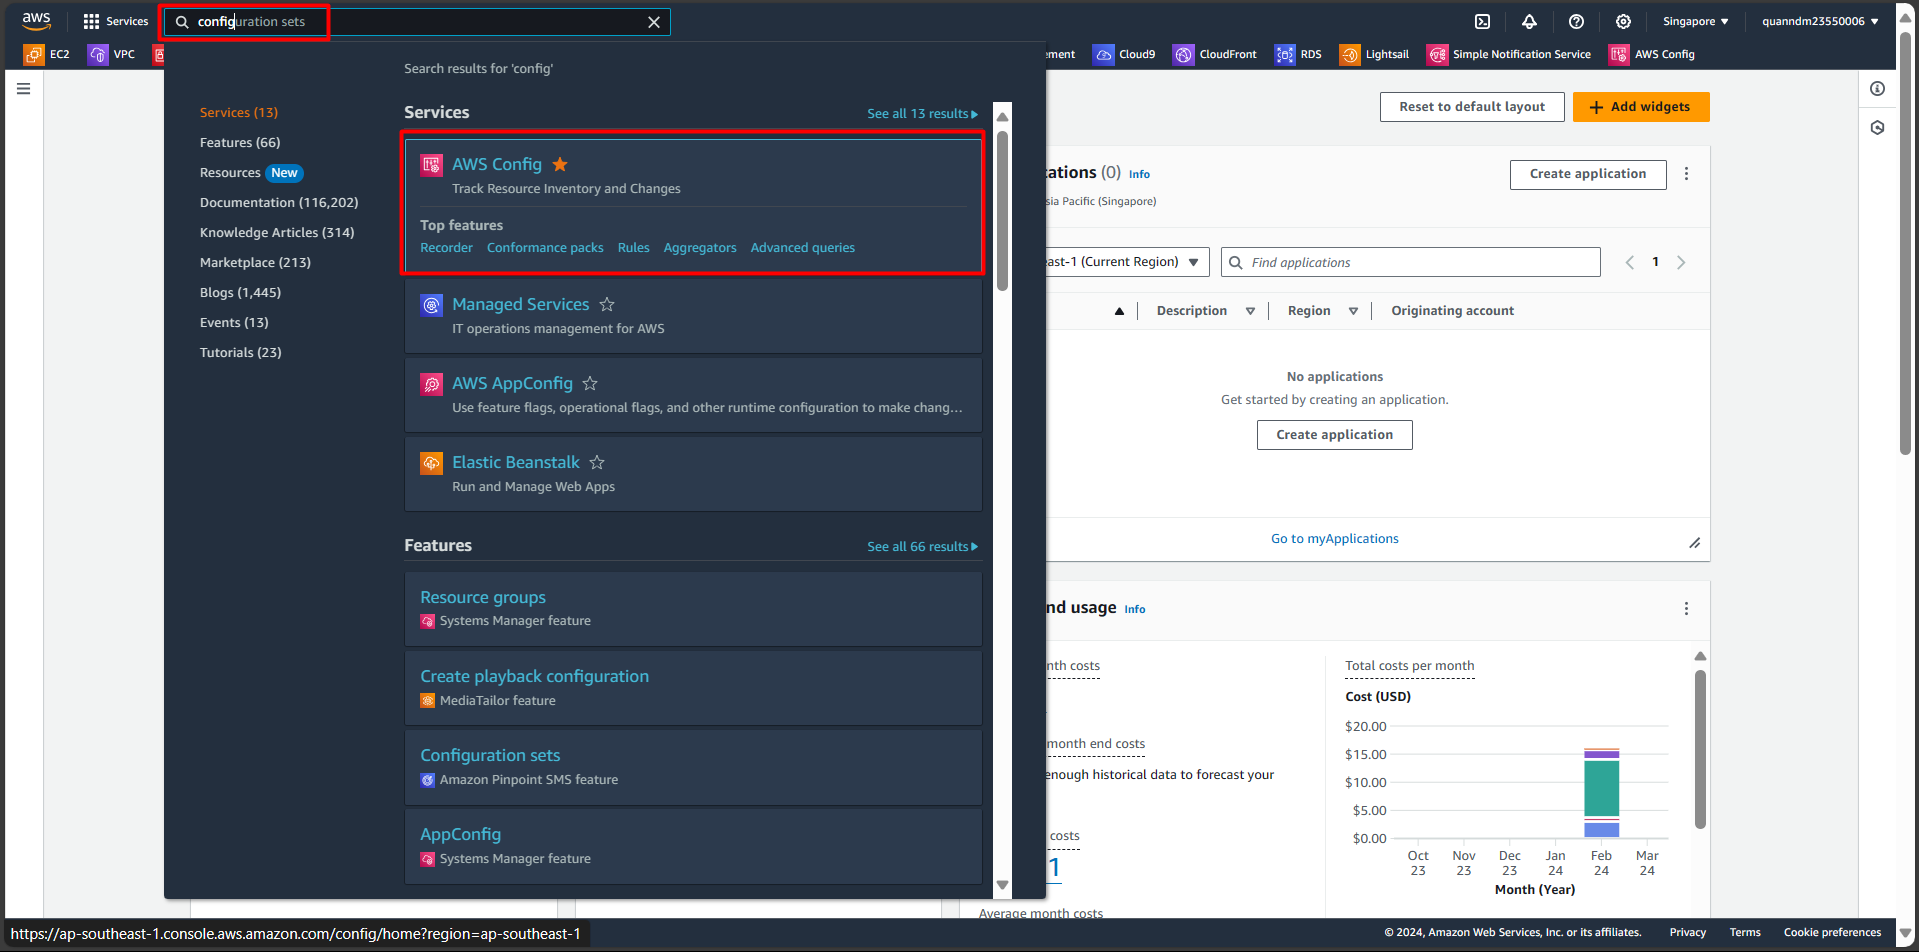 aws
Services
configuration sets
Singapore
quanndm23550006
EC2
VPC
ement
Cloud9
CloudFront
RDS
Lightsail
Simple Notification Service
AWS Config
Search results for 'config'
Services (13)
Features (66)
Resources New
Documentation (116,202)
Knowledge Articles (314)
Marketplace (213)
Blogs (1,445)
Events (13)
Tutorials (23)
Services
See all 13 results
AWS Config
Track Resource Inventory and Changes
Top features
Recorder Conformance packs Rules Aggregators Advanced queries
Managed Services
IT operations management for AWS
AWS AppConfig
Use feature flags, operational flags, and other runtime configuration to make chang...
Elastic Beanstalk
Run and Manage Web Apps
Features
See all 66 results
Resource groups
Systems Manager feature
Create playback configuration
MediaTailor feature
Configuration sets
Amazon Pinpoint SMS feature
AppConfig
Systems Manager feature
Reset to default layout
Add widgets
cations (0) Info
sia Pacific (Singapore)
Create application
east-1 (Current Region)
Find applications
1
Description
Region
Originating account
No applications
Get started by creating an application.
Create application
Go to myApplications
nd usage Info
nth costs
month end costs
enough historical data to forecast your
costs
1
Average month costs
Total costs per month
Cost (USD)
$20.00
$15.00
$10.00
$5.00
$0.00
Oct 23
Nov 23
Dec 23
Jan 24
Feb 24
Mar 24
Month (Year)
https://ap-southeast-1.console.aws.amazon.com/config/home?region=ap-southeast-1
© 2024, Amazon Web Services, Inc. or its affiliates.
Privacy
Terms
Cookie preferences